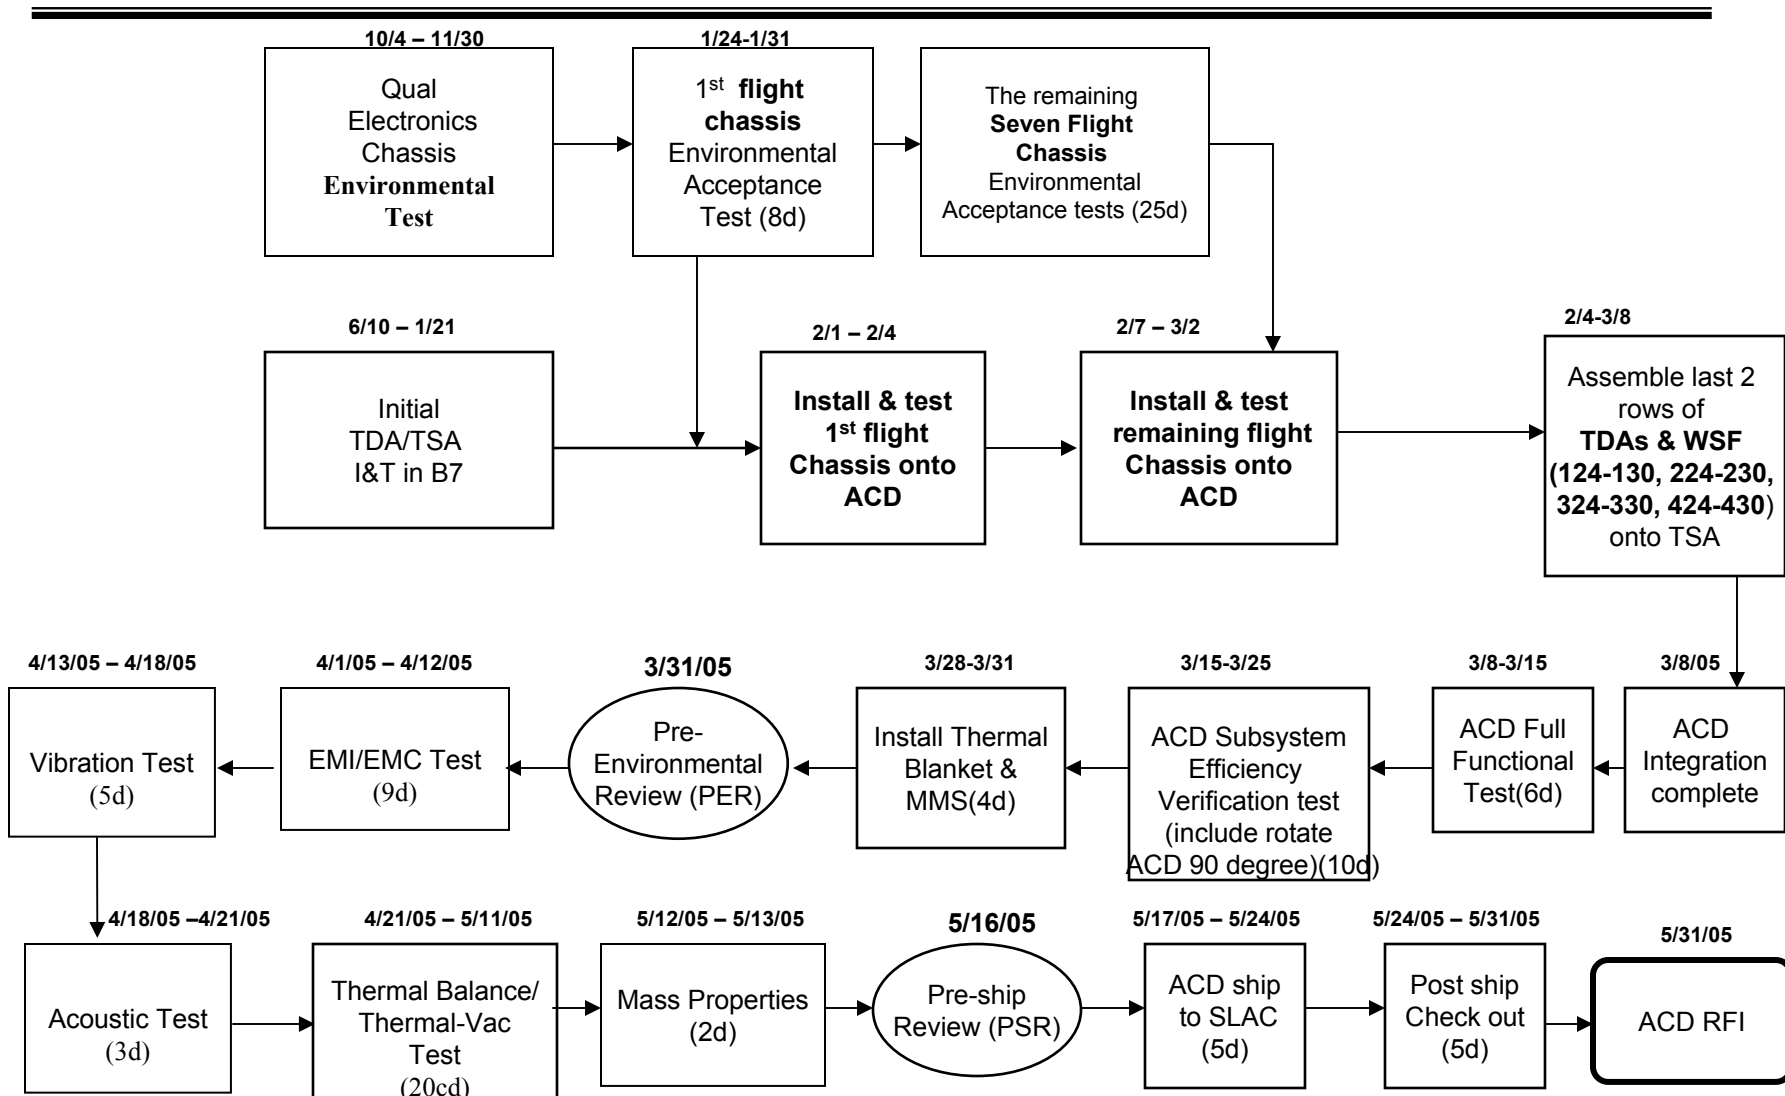 10/4 – 11/30
Qual
Electronics
Chassis
Environmental
Test
1/24-1/31
1st flight
chassis
Environmental
Acceptance
Test (8d)
The remaining
Seven Flight
Chassis
Environmental
Acceptance tests (25d)
6/10 – 1/21
Initial
TDA/TSA
I&T in B7
2/1 – 2/4
Install & test
1st flight
Chassis onto
ACD
2/7 – 3/2
Install & test
remaining flight
Chassis onto
ACD
2/4-3/8
Assemble last 2
rows of
TDAs & WSF
(124-130, 224-230,
324-330, 424-430)
onto TSA
4/13/05 – 4/18/05
Vibration Test
(5d)
4/1/05 – 4/12/05
EMI/EMC Test
(9d)
3/31/05
Pre-
Environmental
Review (PER)
3/28-3/31
Install Thermal
Blanket &
MMS(4d)
3/15-3/25
ACD Subsystem
Efficiency
Verification test
(include rotate
ACD 90 degree)(10d)
3/8-3/15
ACD Full
Functional
Test(6d)
3/8/05
ACD
Integration
complete
4/18/05 –4/21/05
Acoustic Test
(3d)
4/21/05 – 5/11/05
Thermal Balance/
Thermal-Vac
Test
(20cd)
5/12/05 – 5/13/05
Mass Properties
(2d)
5/16/05
Pre-ship
Review (PSR)
5/17/05 – 5/24/05
ACD ship
to SLAC
(5d)
5/24/05 – 5/31/05
Post ship
Check out
(5d)
5/31/05
ACD RFI